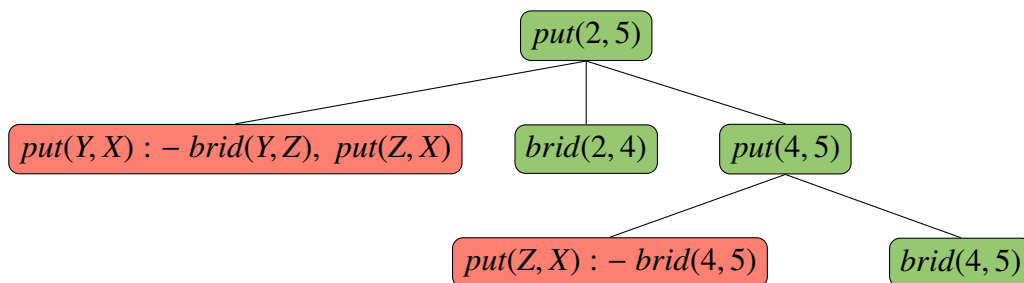 put(2, 5)
put(Y, X) : − brid(Y, Z), put(Z, X)
brid(2, 4)
put(4, 5)
put(Z, X) : − brid(4, 5)
brid(4, 5)